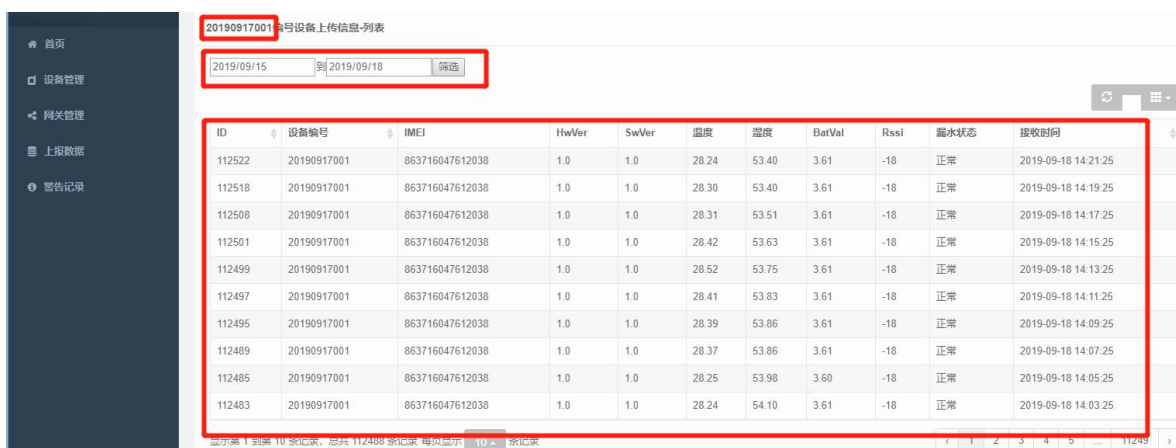 20190917001编号设备上传信息-列表
首页
设备管理
网关管理
上报数据
警告记录
2019/09/15 到 2019/09/18 筛选
ID 设备编号 IMEI HwVer SwVer 温度 湿度 BatVal Rssi 漏水状态 接收时间
112522 20190917001 863716047612038 1.0 1.0 28.24 53.40 3.61 -18 正常 2019-09-18 14:21:25
112518 20190917001 863716047612038 1.0 1.0 28.30 53.40 3.61 -18 正常 2019-09-18 14:19:25
112508 20190917001 863716047612038 1.0 1.0 28.31 53.51 3.61 -18 正常 2019-09-18 14:17:25
112501 20190917001 863716047612038 1.0 1.0 28.42 53.63 3.61 -18 正常 2019-09-18 14:15:25
112499 20190917001 863716047612038 1.0 1.0 28.52 53.75 3.61 -18 正常 2019-09-18 14:13:25
112497 20190917001 863716047612038 1.0 1.0 28.41 53.83 3.61 -18 正常 2019-09-18 14:11:25
112495 20190917001 863716047612038 1.0 1.0 28.39 53.86 3.61 -18 正常 2019-09-18 14:09:25
112489 20190917001 863716047612038 1.0 1.0 28.37 53.86 3.61 -18 正常 2019-09-18 14:07:25
112485 20190917001 863716047612038 1.0 1.0 28.25 53.98 3.60 -18 正常 2019-09-18 14:05:25
112483 20190917001 863716047612038 1.0 1.0 28.24 54.10 3.61 -18 正常 2019-09-18 14:03:25
显示第 1 到第 10 条记录，总共 112488 条记录 每页显示 10 条记录 ‹ 1 2 3 4 5 ... 11249 ›